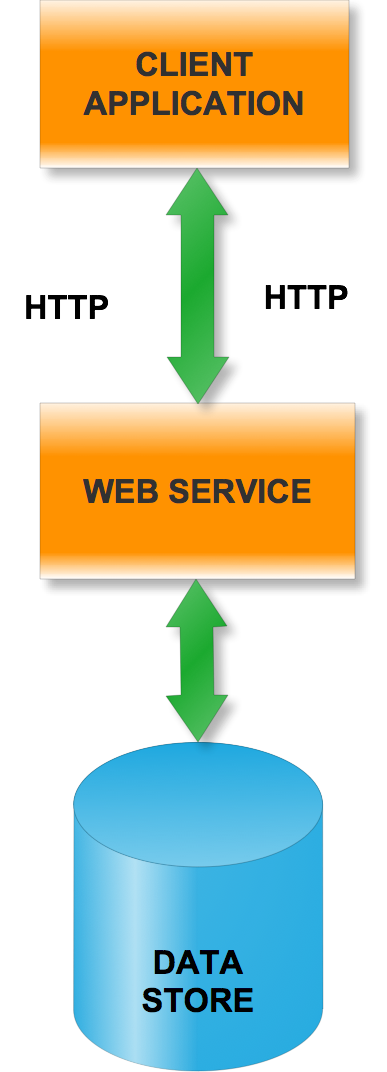 CLIENT
APPLICATION
HTTP
HTTP
WEB SERVICE
DATA
STORE